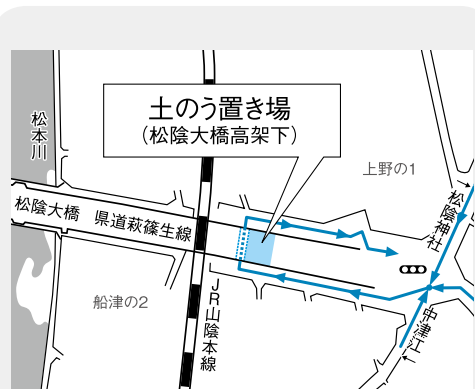 土のう置き場
(松陰大橋高架下)
松本川
上野の1
松陰大橋 県道萩篠生線
松陰神社
船津の2
JR山陰本線
中津江